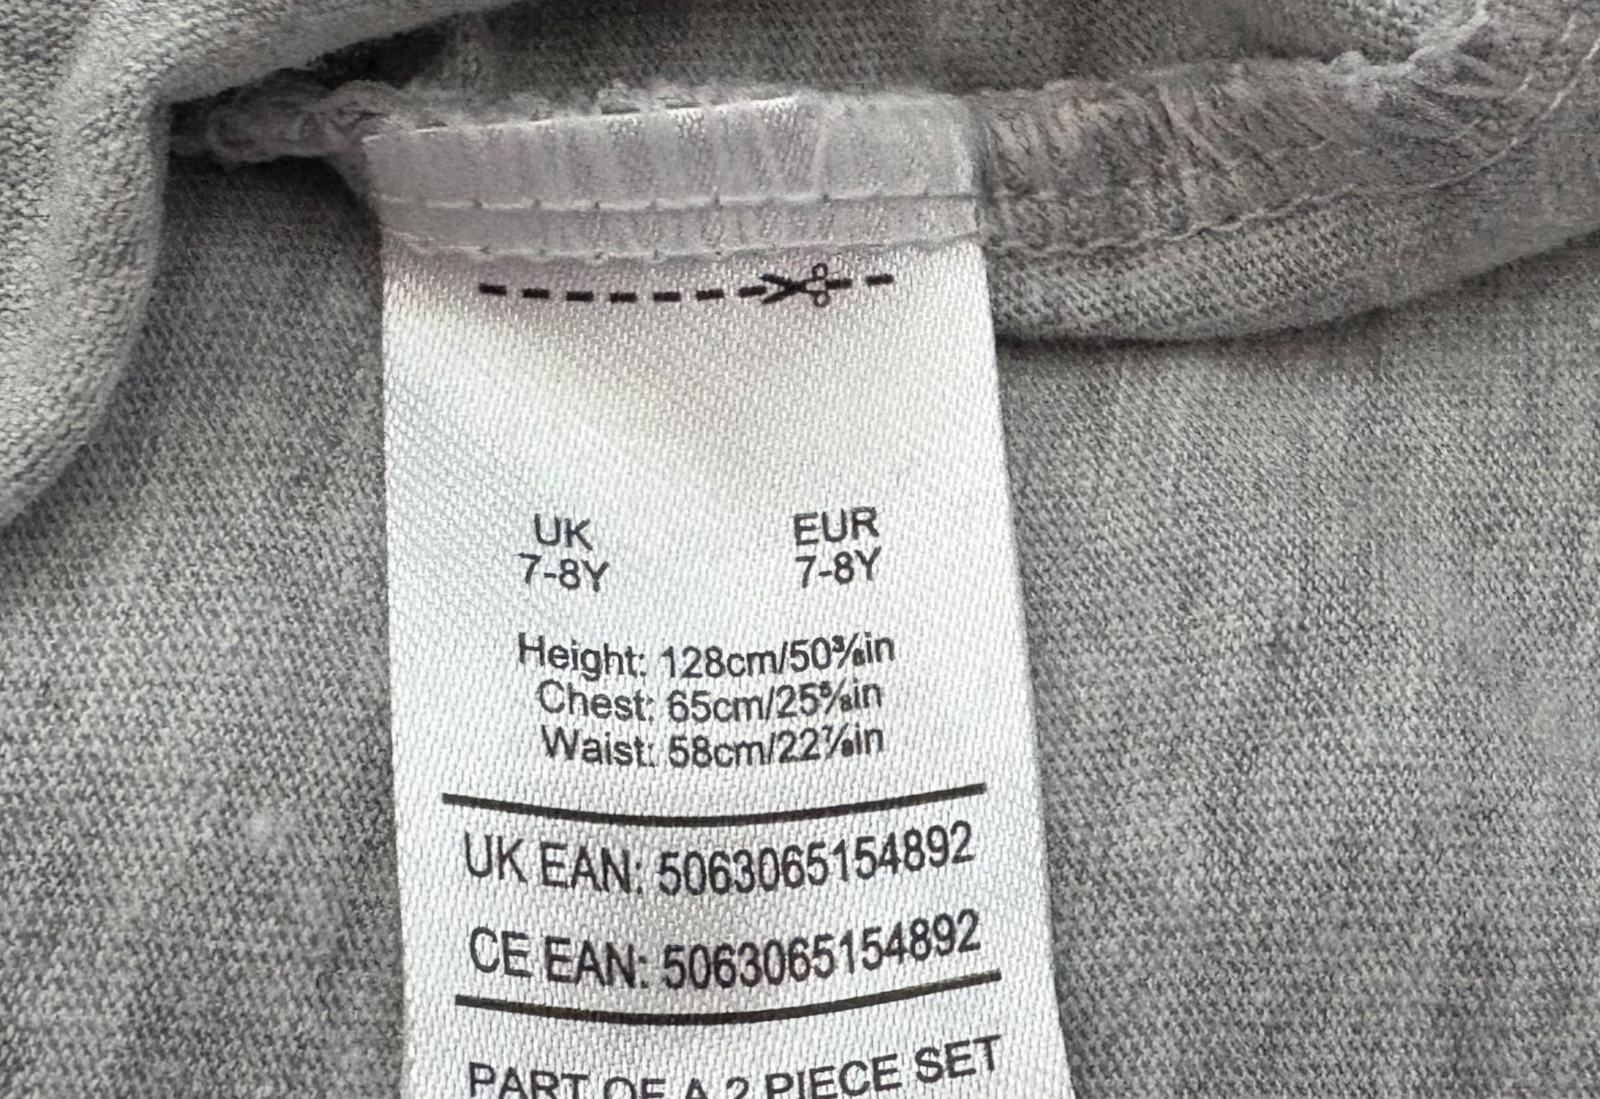 UK EUR
7-8Y 7-8Y
Height: 128cm/50⅜in
Chest: 65cm/25⅝in
Waist: 58cm/22⅞in
UK EAN: 5063065154892
CE EAN: 5063065154892
PART OF A 2 PIECE SET